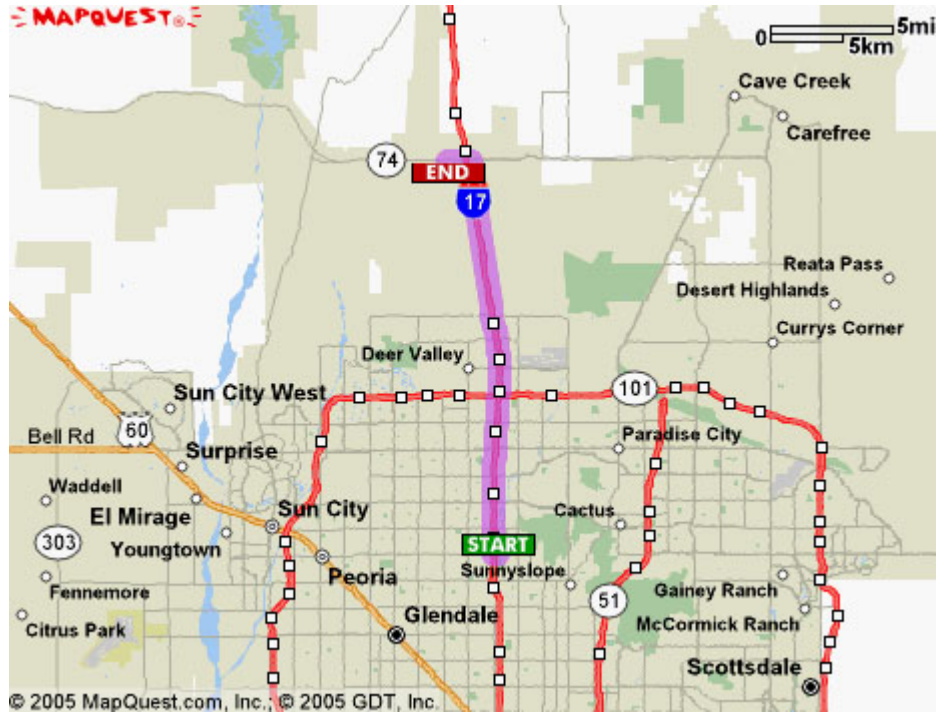 MAPQUEST
0 5mi
5km
Cave Creek
Carefree
74
END
17
Reata Pass
Desert Highlands
Currys Corner
Deer Valley
Sun City West
101
60
Bell Rd
Paradise City
Surprise
Waddell
El Mirage
Sun City
Cactus
303
Youngtown
START
Sunnyslope
Peoria
Fennemore
51
Gainey Ranch
Citrus Park
Glendale
McCormick Ranch
Scottsdale
© 2005 MapQuest.com, Inc.; © 2005 GDT, Inc.